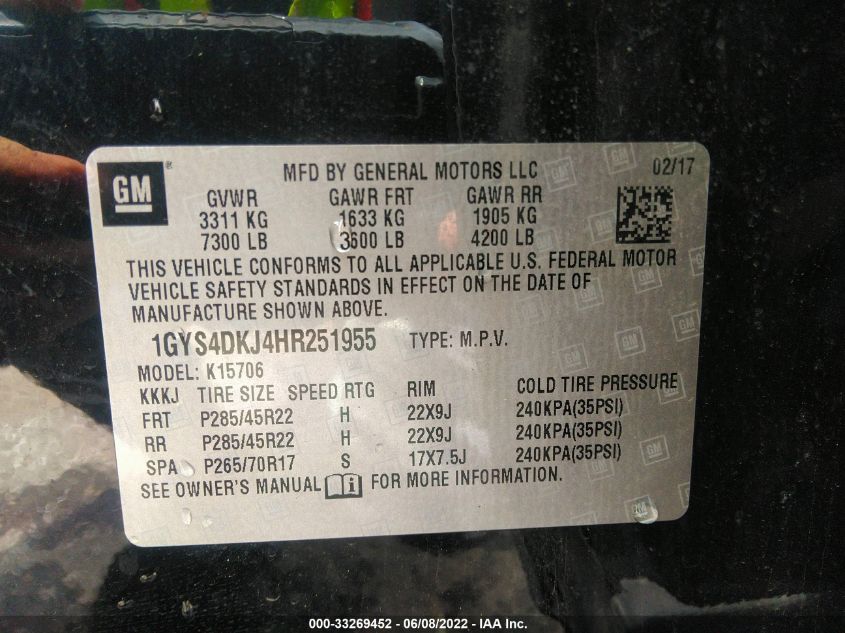 GM ® MFD BY GENERAL MOTORS LLC 02/17
GVWR GAWR FRT GAWR RR
3311 KG 1633 KG 1905 KG
7300 LB 3600 LB 4200 LB
THIS VEHICLE CONFORMS TO ALL APPLICABLE U.S. FEDERAL MOTOR
VEHICLE SAFETY STANDARDS IN EFFECT ON THE DATE OF
MANUFACTURE SHOWN ABOVE.
1GYS4DKJ4HR251955 TYPE: M.P.V.
MODEL: K15706
KKKJ TIRE SIZE SPEED RTG RIM COLD TIRE PRESSURE
FRT P285/45R22 H 22X9J 240KPA(35PSI)
RR P285/45R22 H 22X9J 240KPA(35PSI)
SPA P265/70R17 S 17X7.5J 240KPA(35PSI)
SEE OWNER'S MANUAL i FOR MORE INFORMATION.
000-33269452 - 06/08/2022 - IAA Inc.